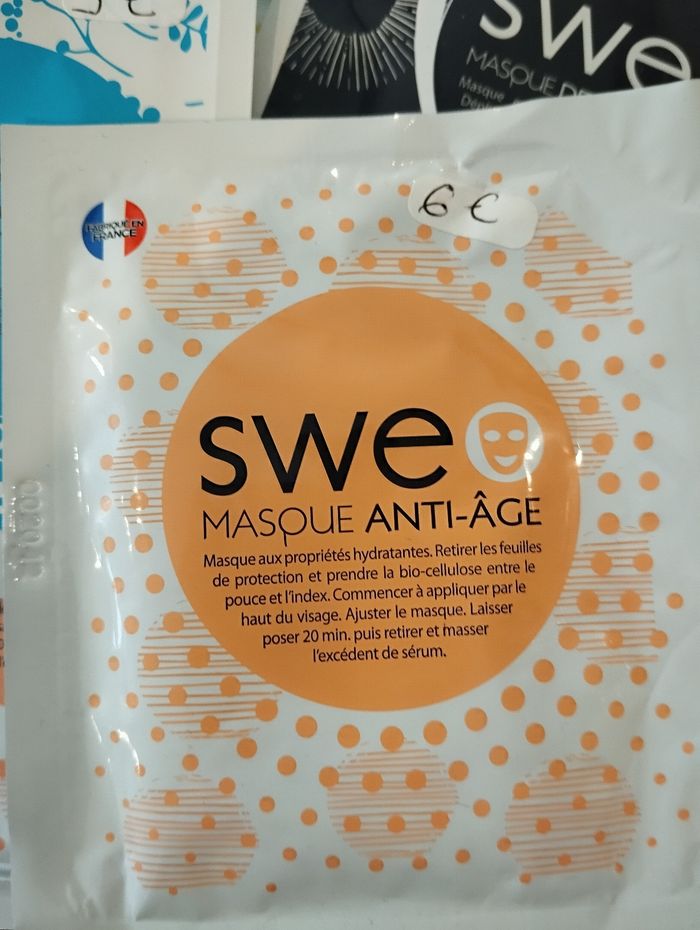 swe
MASQUE DE
Masque
FABRIQUÉ EN
FRANCE
6 €
swe
MASQUE ANTI-ÂGE
Masque aux propriétés hydratantes. Retirer les feuilles
de protection et prendre la bio-cellulose entre le
pouce et l'index. Commencer à appliquer par le
haut du visage. Ajuster le masque. Laisser
poser 20 min. puis retirer et masser
l'excédent de sérum.